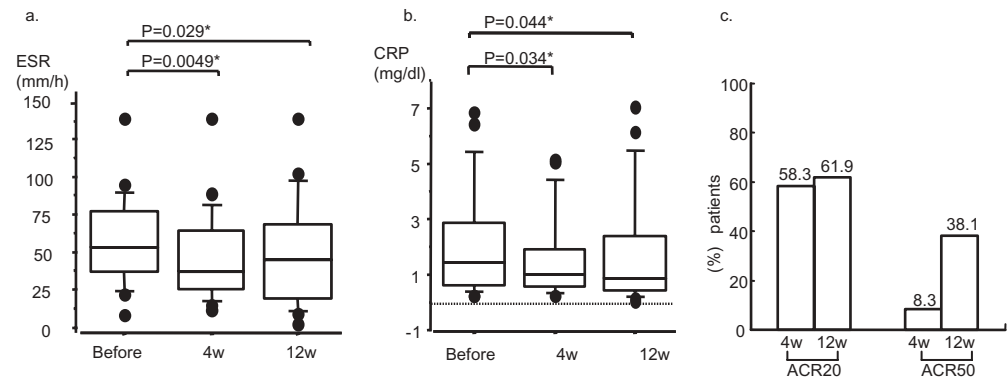 a.
P=0.029*
P=0.0049*
ESR
(mm/h)
150
125
100
75
50
25
0
Before 4w 12w
b.
P=0.044*
P=0.034*
CRP
(mg/dl)
7
5
3
1
-1
Before 4w 12w
c.
(%) patients
100
80
60
40
20
0
58.3 61.9
8.3 38.1
4w 12w 4w 12w
ACR20 ACR50